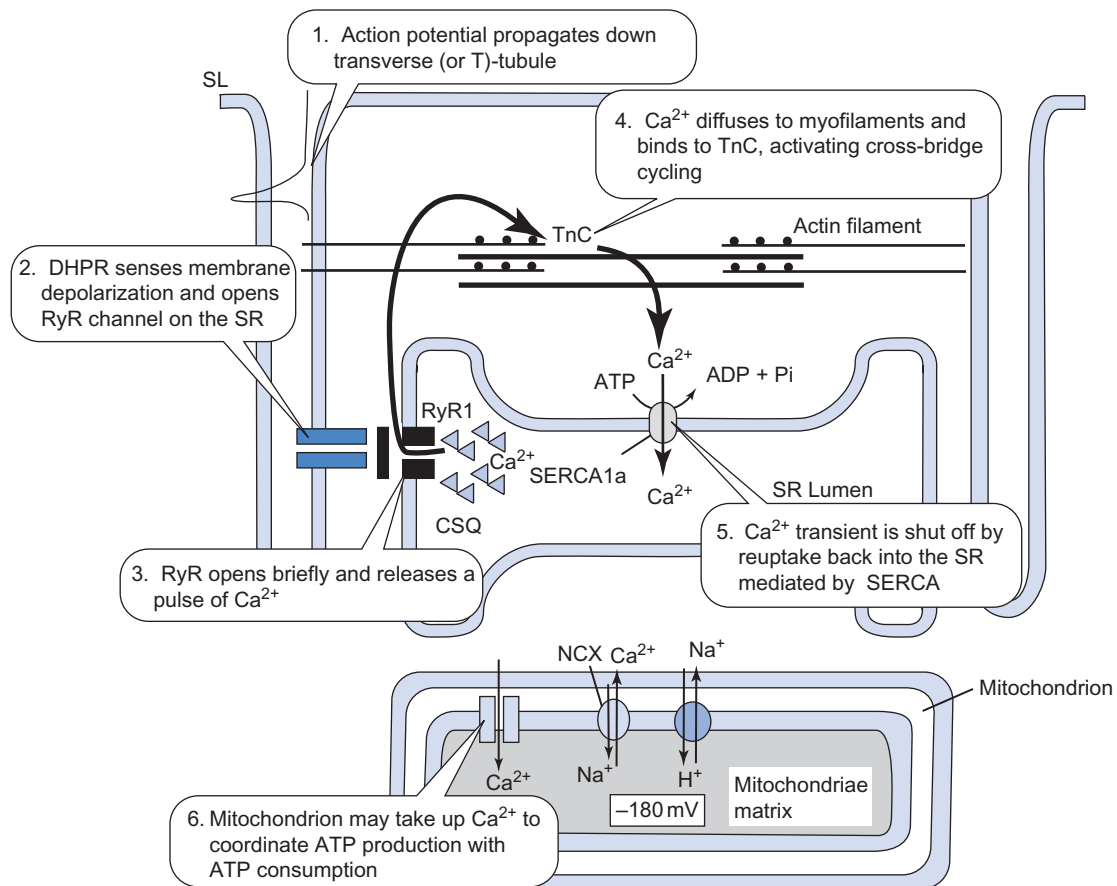 1. Action potential propagates down
transverse (or T)-tubule
SL
4. Ca²⁺ diffuses to myofilaments and
binds to TnC, activating cross-bridge
cycling
TnC
Actin filament
2. DHPR senses membrane
depolarization and opens
RyR channel on the SR
Ca²⁺
ATP
ADP + Pi
RyR1
Ca²⁺
SERCA1a
Ca²⁺
SR Lumen
CSQ
5. Ca²⁺ transient is shut off by
reuptake back into the SR
mediated by SERCA
3. RyR opens briefly and releases a
pulse of Ca²⁺
NCX
Ca²⁺
Na⁺
Mitochondrion
Ca²⁺
Na⁺
H⁺
Mitochondriae
matrix
–180 mV
6. Mitochondrion may take up Ca²⁺ to
coordinate ATP production with
ATP consumption